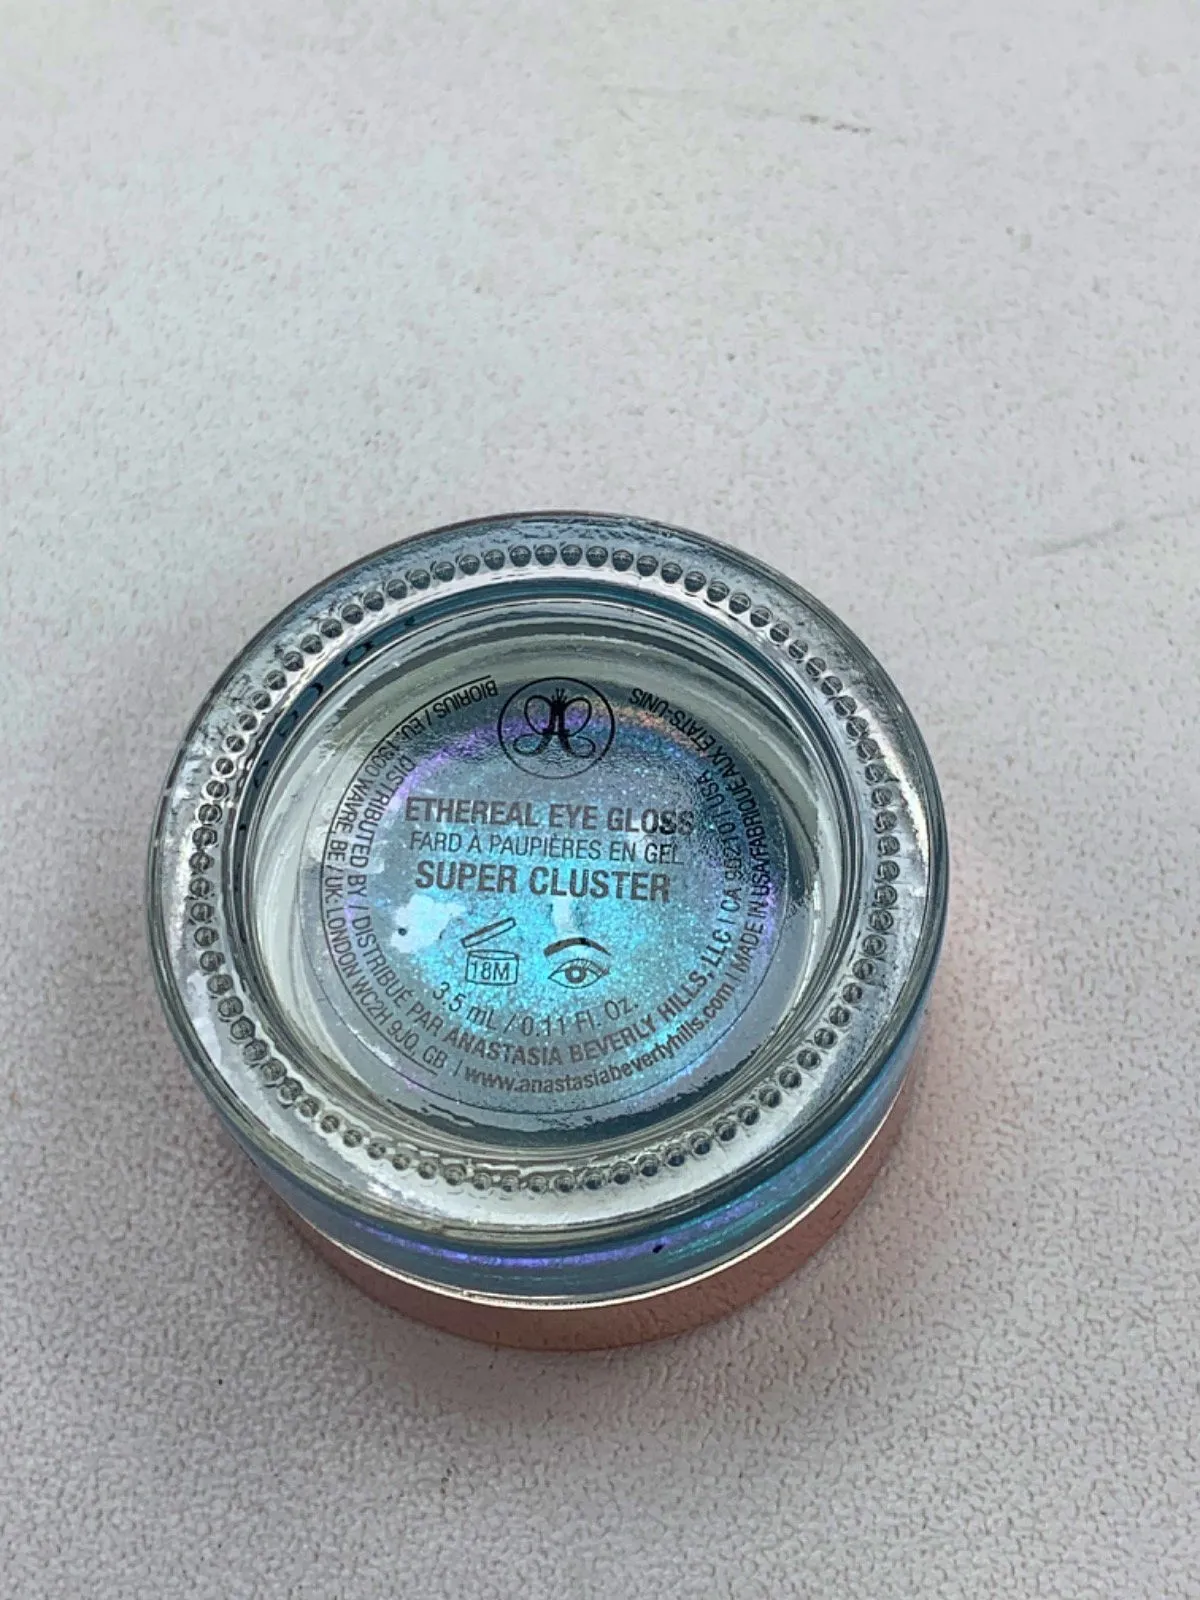 ETHEREAL EYE GLOSS
FARD À PAUPIÈRES EN GEL
SUPER CLUSTER
18M
3.5 mL / 0.11 Fl. Oz.
DISTRIBUTED BY / DISTRIBUÉ PAR ANASTASIA BEVERLY HILLS, LLC | CA 90210 | USA
BIORIUS / EU: 1300 WAVRE, BE / UK: LONDON WC2H 9JQ, GB | www.anastasiabeverlyhills.com | MADE IN USA/FABRIQUÉ AUX ÉTATS-UNIS